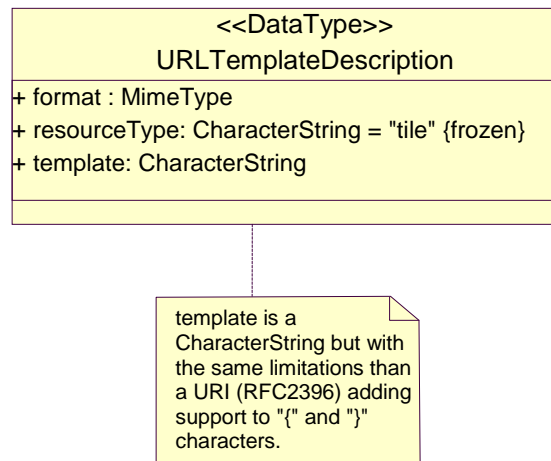 <<DataType>>
URLTemplateDescription
+ format : MimeType
+ resourceType: CharacterString = "tile" {frozen}
+ template: CharacterString
template is a
CharacterString but with
the same limitations than
a URI (RFC2396) adding
support to "{" and "}"
characters.